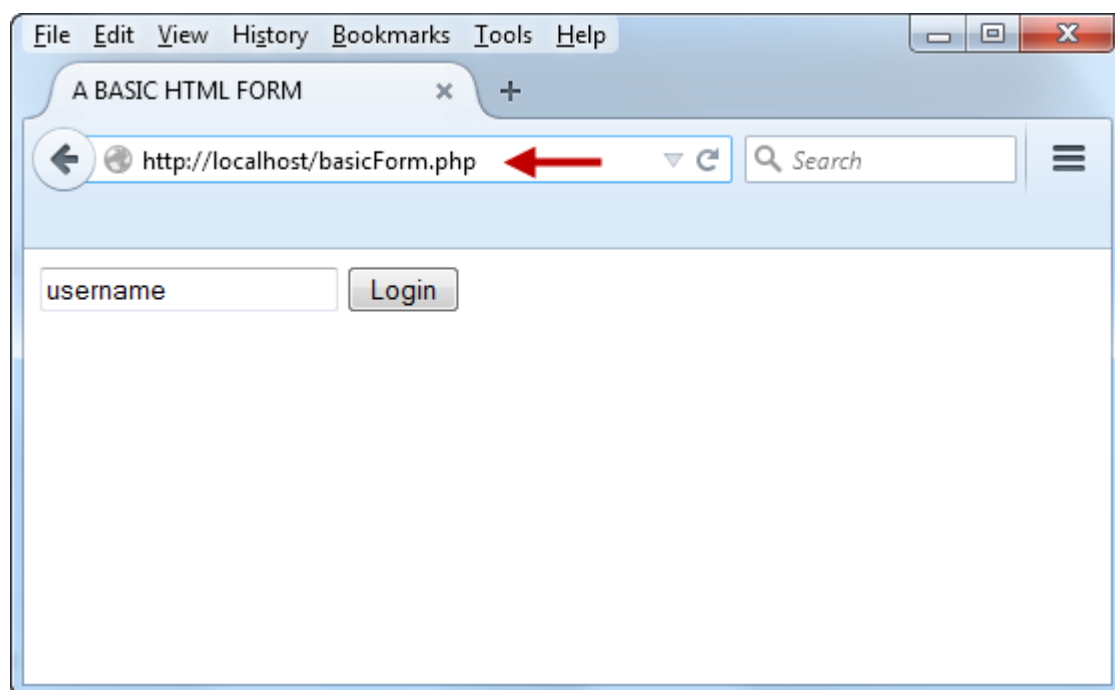 File Edit View History Bookmarks Tools Help
A BASIC HTML FORM
http://localhost/basicForm.php Search
username Login